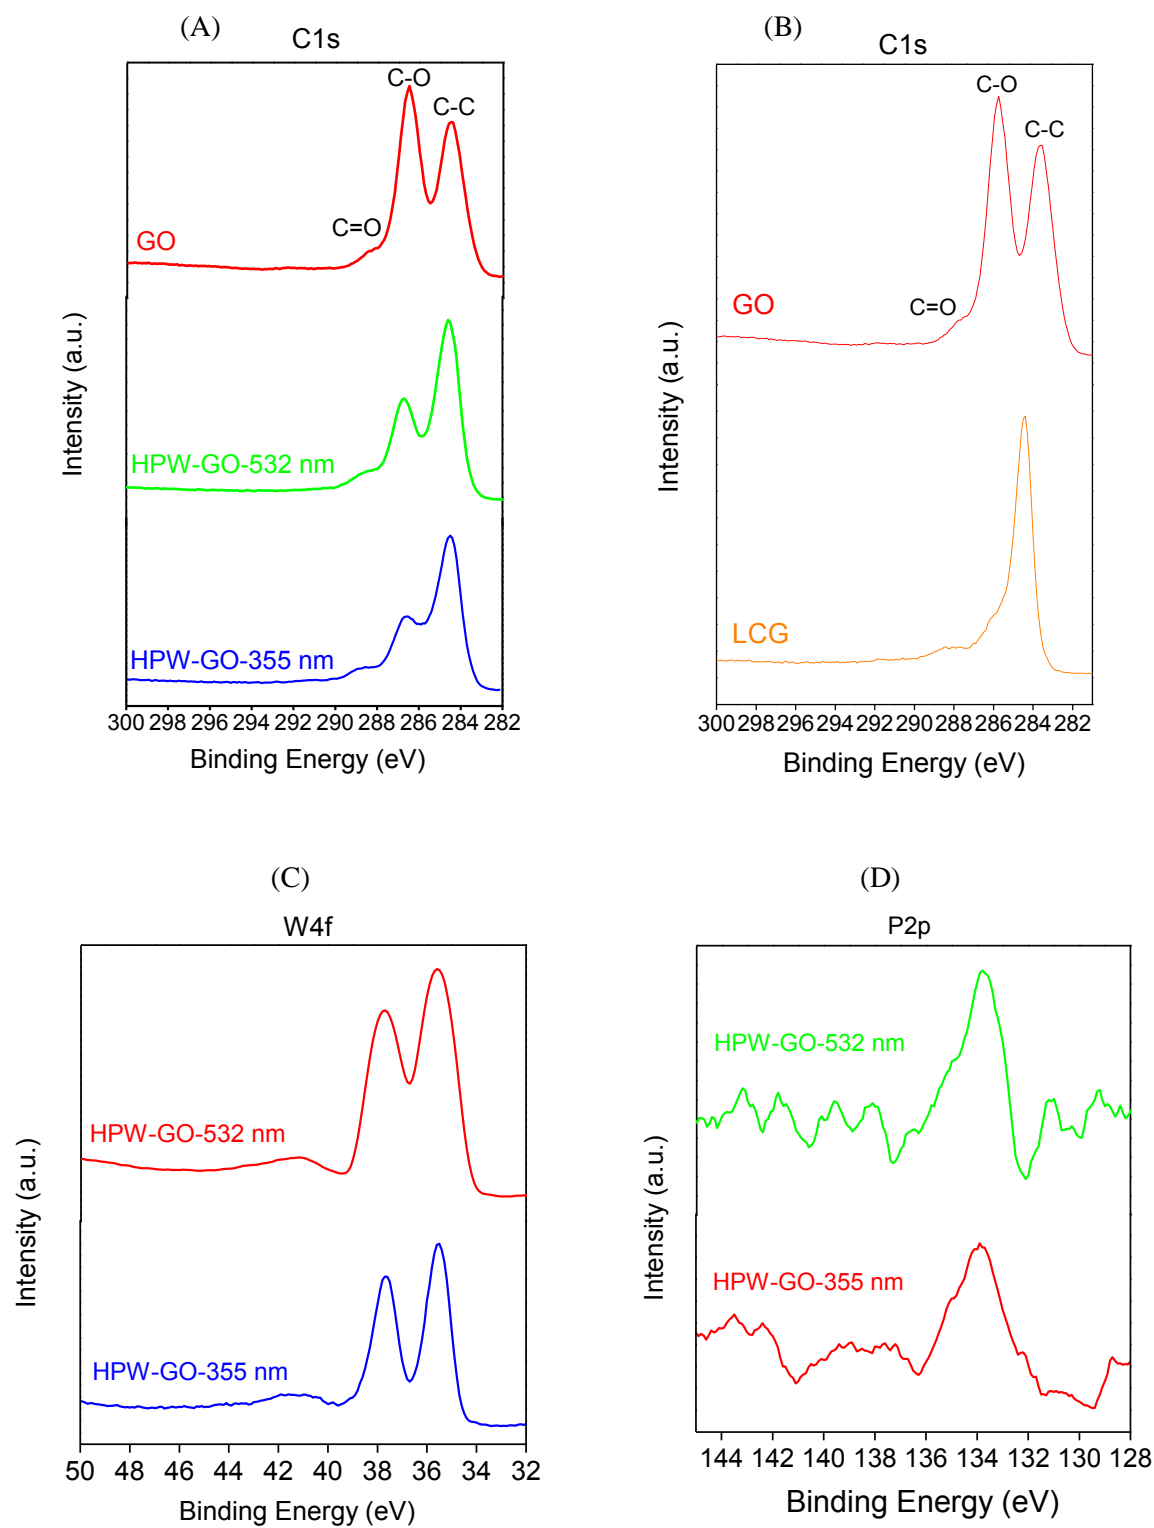 (A)
C1s
C-O
C-C
C=O
GO
HPW-GO-532 nm
HPW-GO-355 nm
Intensity (a.u.)
300 298 296 294 292 290 288 286 284 282
Binding Energy (eV)
(B)
C1s
C-O
C-C
C=O
GO
LCG
Intensity (a.u.)
300 298 296 294 292 290 288 286 284 282
Binding Energy (eV)
(C)
W4f
HPW-GO-532 nm
HPW-GO-355 nm
Intensity (a.u.)
50 48 46 44 42 40 38 36 34 32
Binding Energy (eV)
(D)
P2p
HPW-GO-532 nm
HPW-GO-355 nm
Intensity (a.u.)
144 142 140 138 136 134 132 130 128
Binding Energy (eV)